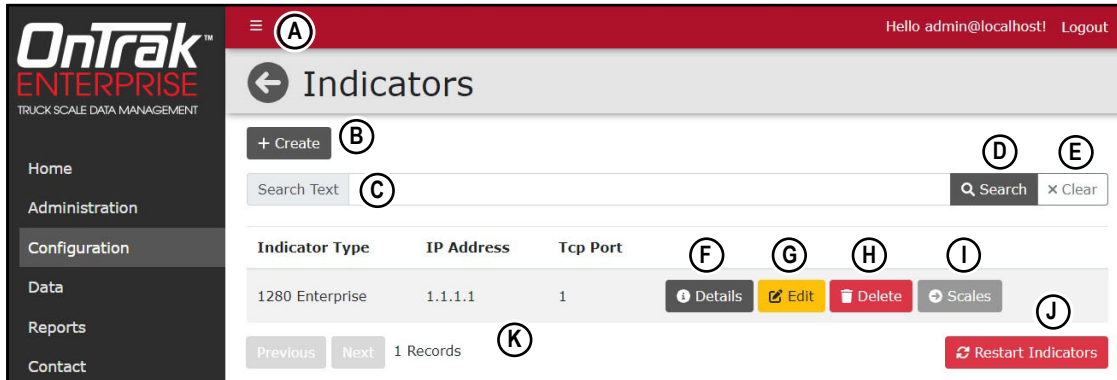 OnTrak™
ENTERPRISE
TRUCK SCALE DATA MANAGEMENT
Home
Administration
Configuration
Data
Reports
Contact
A
Hello admin@localhost! Logout
Indicators
+ Create B
D E
Search Text C Search × Clear
Indicator Type IP Address Tcp Port
F G H I
1280 Enterprise 1.1.1.1 1 Details Edit Delete Scales
J
Previous Next 1 Records K Restart Indicators